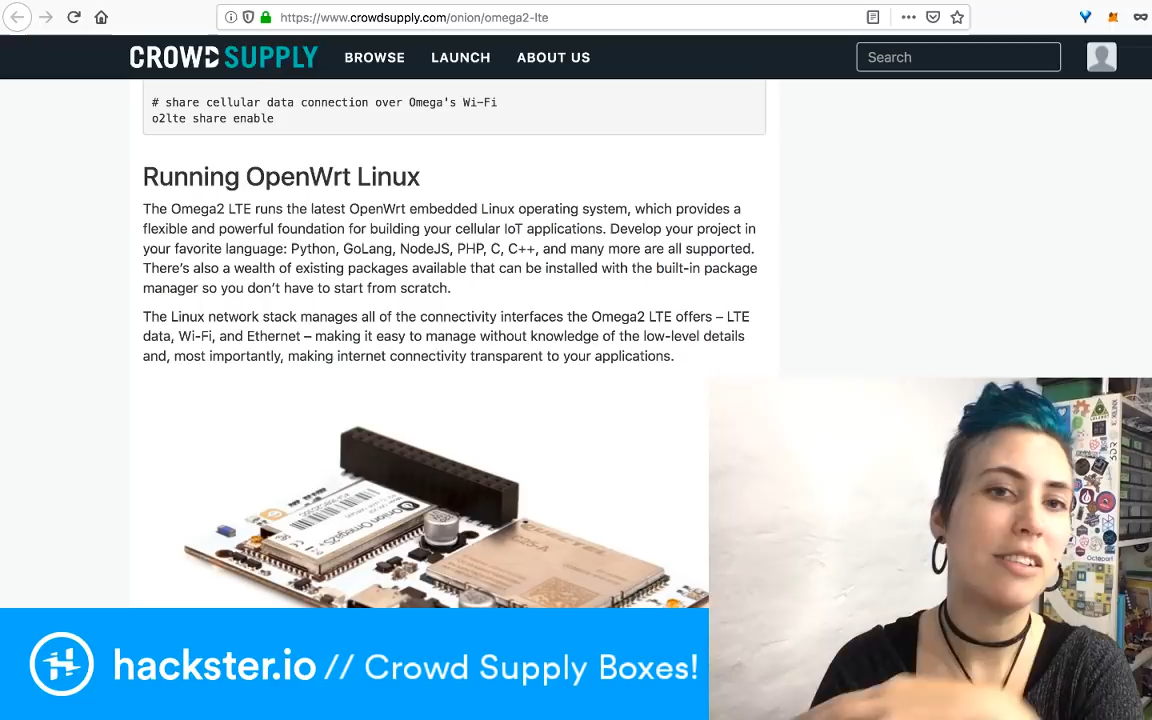 https://www.crowdsupply.com/onion/omega2-lte
CROWD SUPPLY BROWSE LAUNCH ABOUT US Search
# share cellular data connection over Omega's Wi-Fi
o2lte share enable
Running OpenWrt Linux
The Omega2 LTE runs the latest OpenWrt embedded Linux operating system, which provides a
flexible and powerful foundation for building your cellular IoT applications. Develop your project in
your favorite language: Python, GoLang, NodeJS, PHP, C, C++, and many more are all supported.
There's also a wealth of existing packages available that can be installed with the built-in package
manager so you don't have to start from scratch.
The Linux network stack manages all of the connectivity interfaces the Omega2 LTE offers – LTE
data, Wi-Fi, and Ethernet – making it easy to manage without knowledge of the low-level details
and, most importantly, making internet connectivity transparent to your applications.
Onion Omega2S
QUECTEL
EC25-A
XILINX
SDR
Octopart
hackster.io // Crowd Supply Boxes!